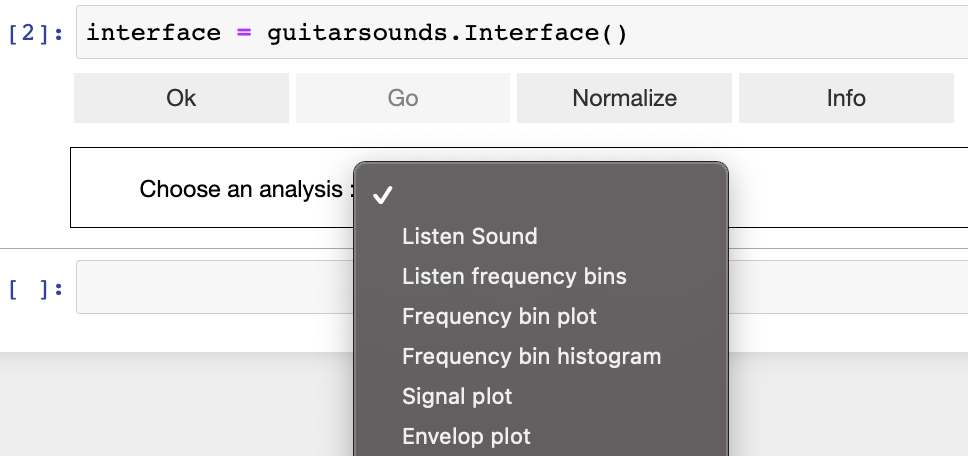 [2]: interface = guitarsounds.Interface()
Ok Go Normalize Info
Choose an analysis : ✓
Listen Sound
[ ]: Listen frequency bins
Frequency bin plot
Frequency bin histogram
Signal plot
Envelop plot